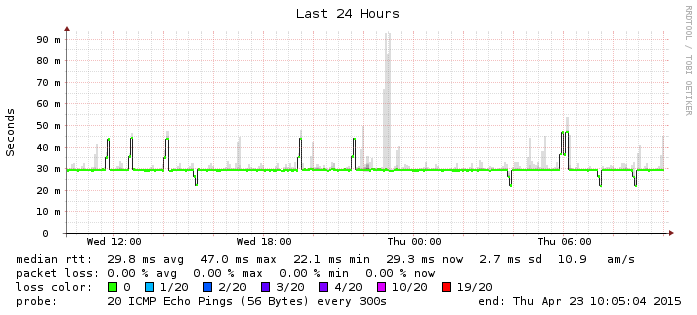 Last 24 Hours
RRDTOOL / TOBI OETIKER
Seconds
90 m
80 m
70 m
60 m
50 m
40 m
30 m
20 m
10 m
0
Wed 12:00 Wed 18:00 Thu 00:00 Thu 06:00
median rtt: 29.8 ms avg 47.0 ms max 22.1 ms min 29.3 ms now 2.7 ms sd 10.9 am/s
packet loss: 0.00 % avg 0.00 % max 0.00 % min 0.00 % now
loss color: 0 1/20 2/20 3/20 4/20 10/20 19/20
probe: 20 ICMP Echo Pings (56 Bytes) every 300s end: Thu Apr 23 10:05:04 2015